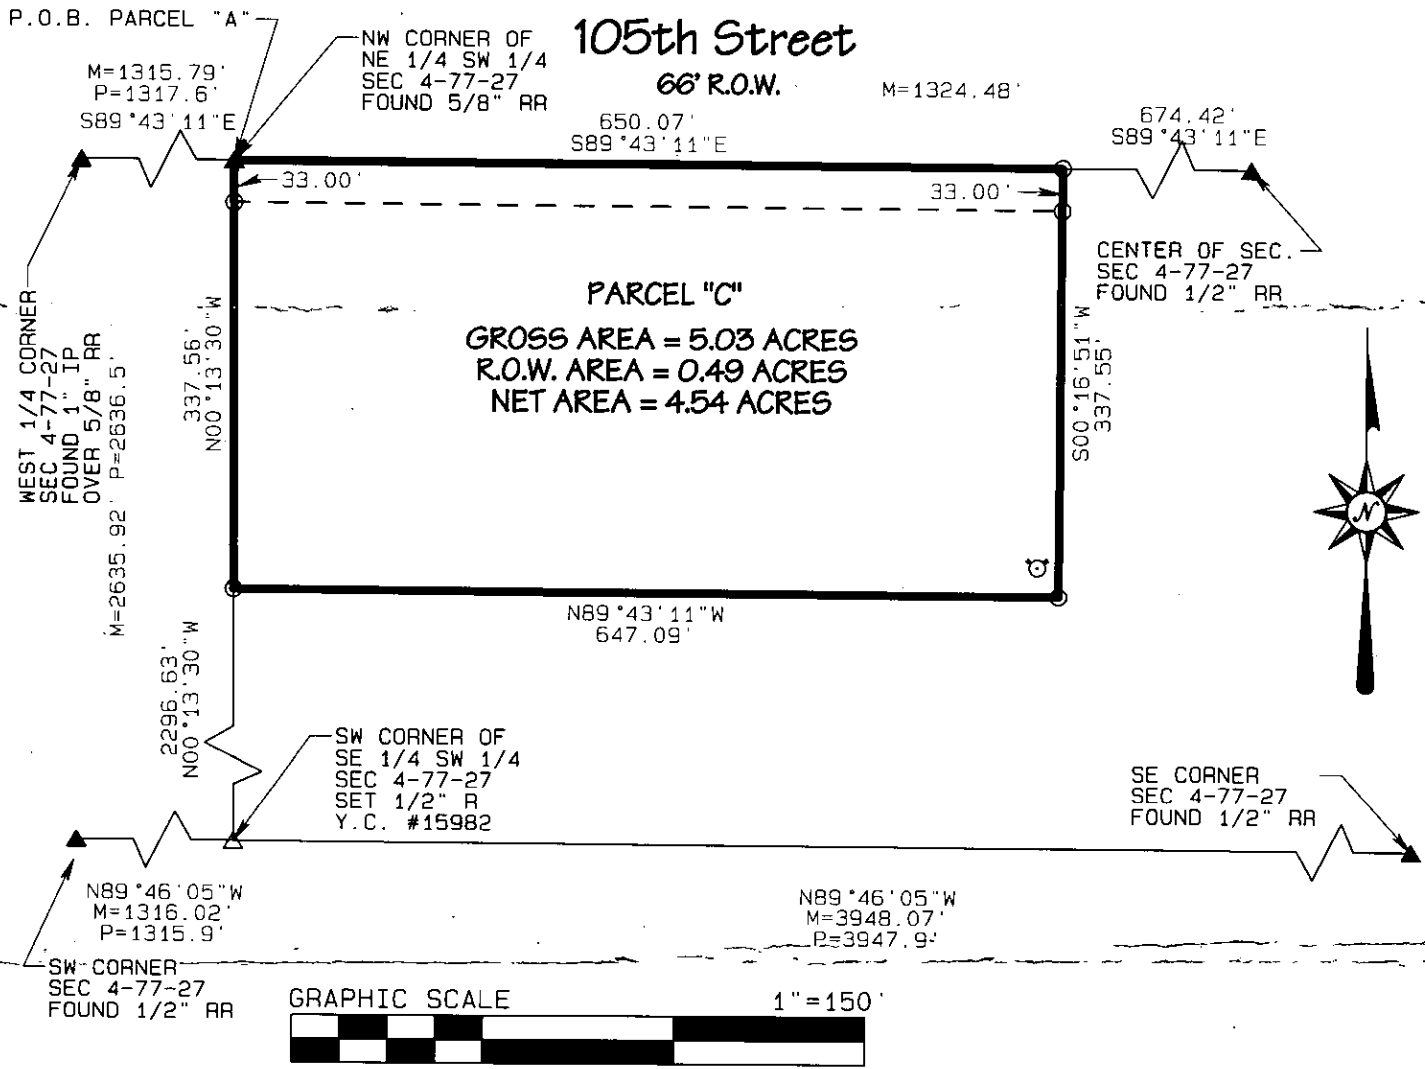 P.O.B. PARCEL "A"
105th Street
66' R.O.W.
NW CORNER OF
NE 1/4 SW 1/4
SEC 4-77-27
FOUND 5/8" RR
M=1315.79'
P=1317.6'
S89°43'11"E
M=1324.48'
650.07'
S89°43'11"E
674.42'
S89°43'11"E
33.00'
33.00'
CENTER OF SEC.
SEC 4-77-27
FOUND 1/2" RR
PARCEL "C"
GROSS AREA = 5.03 ACRES
R.O.W. AREA = 0.49 ACRES
NET AREA = 4.54 ACRES
WEST 1/4 CORNER
SEC 4-77-27
FOUND 1" IP
OVER 5/8" RR
M=2635.92' P=2636.5'
337.56'
N00°13'30"W
S00°16'51"W
337.55'
N
N89°43'11"W
647.09'
2296.63'
N00°13'30"W
SW CORNER OF
SE 1/4 SW 1/4
SEC 4-77-27
SET 1/2" R
Y.C. #15982
SE CORNER
SEC 4-77-27
FOUND 1/2" RR
N89°46'05"W
M=1316.02'
P=1315.9'
N89°46'05"W
M=3948.07'
P=3947.9'
SW CORNER
SEC 4-77-27
FOUND 1/2" RR
GRAPHIC SCALE 1"=150'